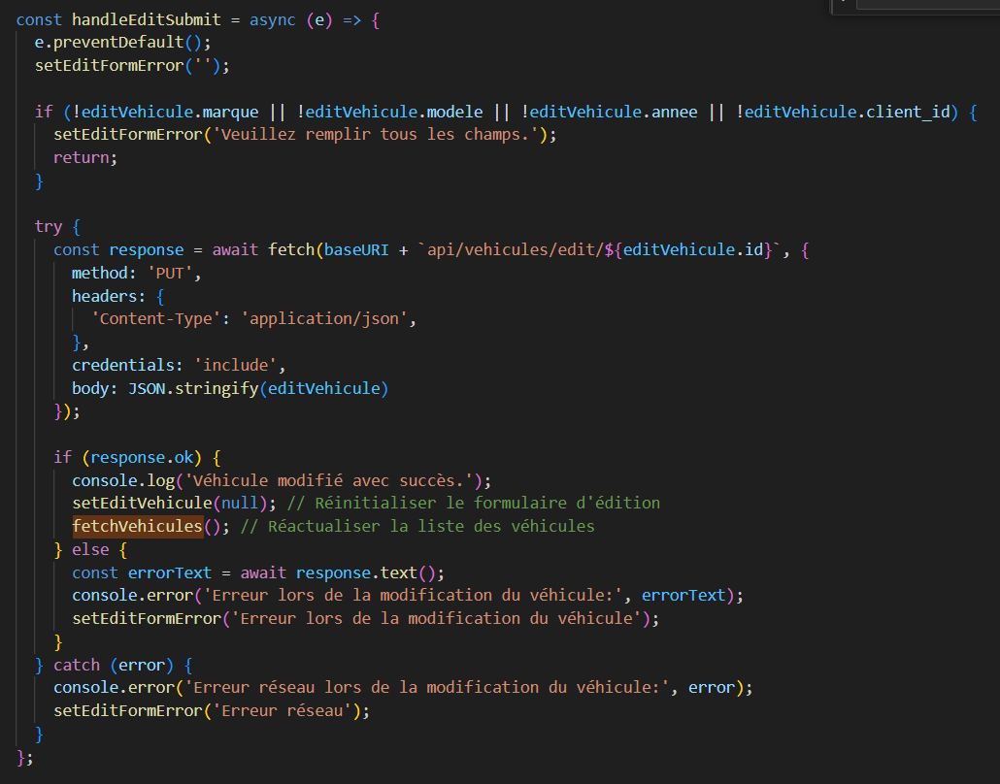 const handleEditSubmit = async (e) => {
e.preventDefault();
setEditFormError('');
if (!editVehicule.marque || !editVehicule.modele || !editVehicule.annee || !editVehicule.client_id) {
setEditFormError('Veuillez remplir tous les champs.');
return;
}
try {
const response = await fetch(baseURI + `api/vehicules/edit/${editVehicule.id}`, {
method: 'PUT',
headers: {
'Content-Type': 'application/json',
},
credentials: 'include',
body: JSON.stringify(editVehicule)
});
if (response.ok) {
console.log('Véhicule modifié avec succès.');
setEditVehicule(null); // Réinitialiser le formulaire d'édition
fetchVehicules(); // Réactualiser la liste des véhicules
} else {
const errorText = await response.text();
console.error('Erreur lors de la modification du véhicule:', errorText);
setEditFormError('Erreur lors de la modification du véhicule');
}
} catch (error) {
console.error('Erreur réseau lors de la modification du véhicule:', error);
setEditFormError('Erreur réseau');
}
};